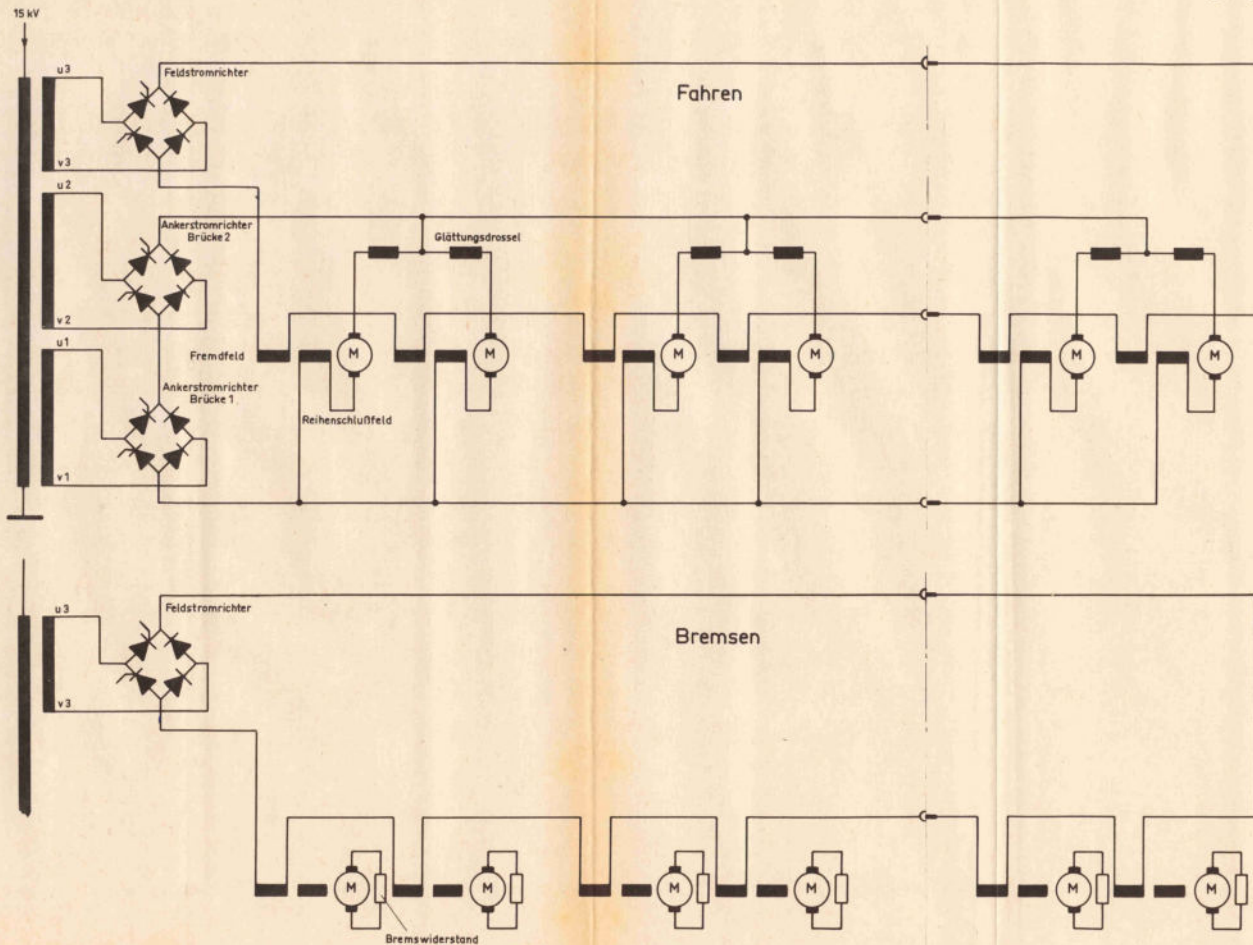 15 kV
u3
Feldstromrichter
Fahren
v3
u2
Ankerstromrichter
Brücke 2
Glättungsdrossel
v2
u1
Fremdfeld
M
M
M
M
M
M
Ankerstromrichter
Brücke 1
Reihenschlußfeld
v1
u3
Feldstromrichter
Bremsen
v3
M
M
M
M
M
M
Bremswiderstand